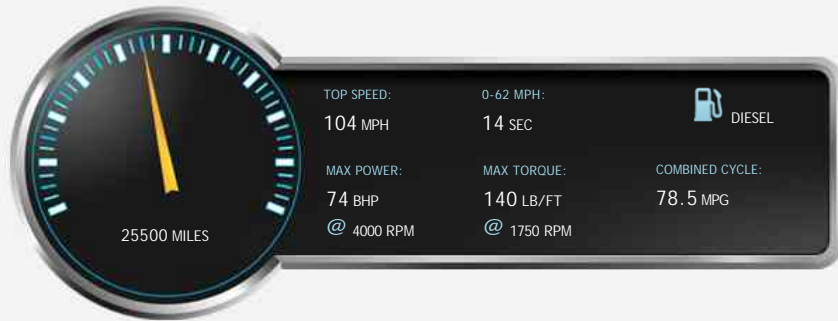 TOP SPEED:
104 MPH
0-62 MPH:
14 SEC
DIESEL
MAX POWER:
74 BHP
@ 4000 RPM
MAX TORQUE:
140 LB/FT
@ 1750 RPM
COMBINED CYCLE:
78.5 MPG
25500 MILES